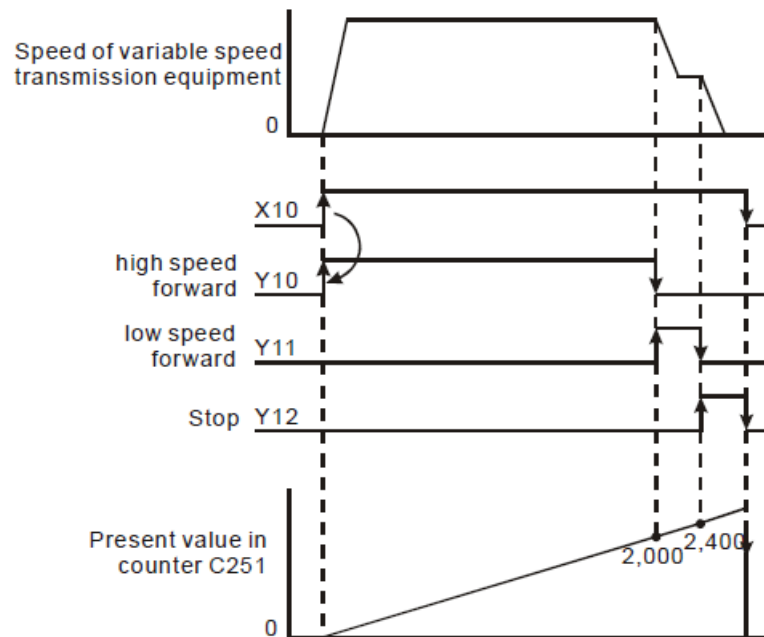 Speed of variable speed
transmission equipment
0
X10
high speed
forward
Y10
low speed
forward
Y11
Stop Y12
Present value in
counter C251
2,000
2,400
0